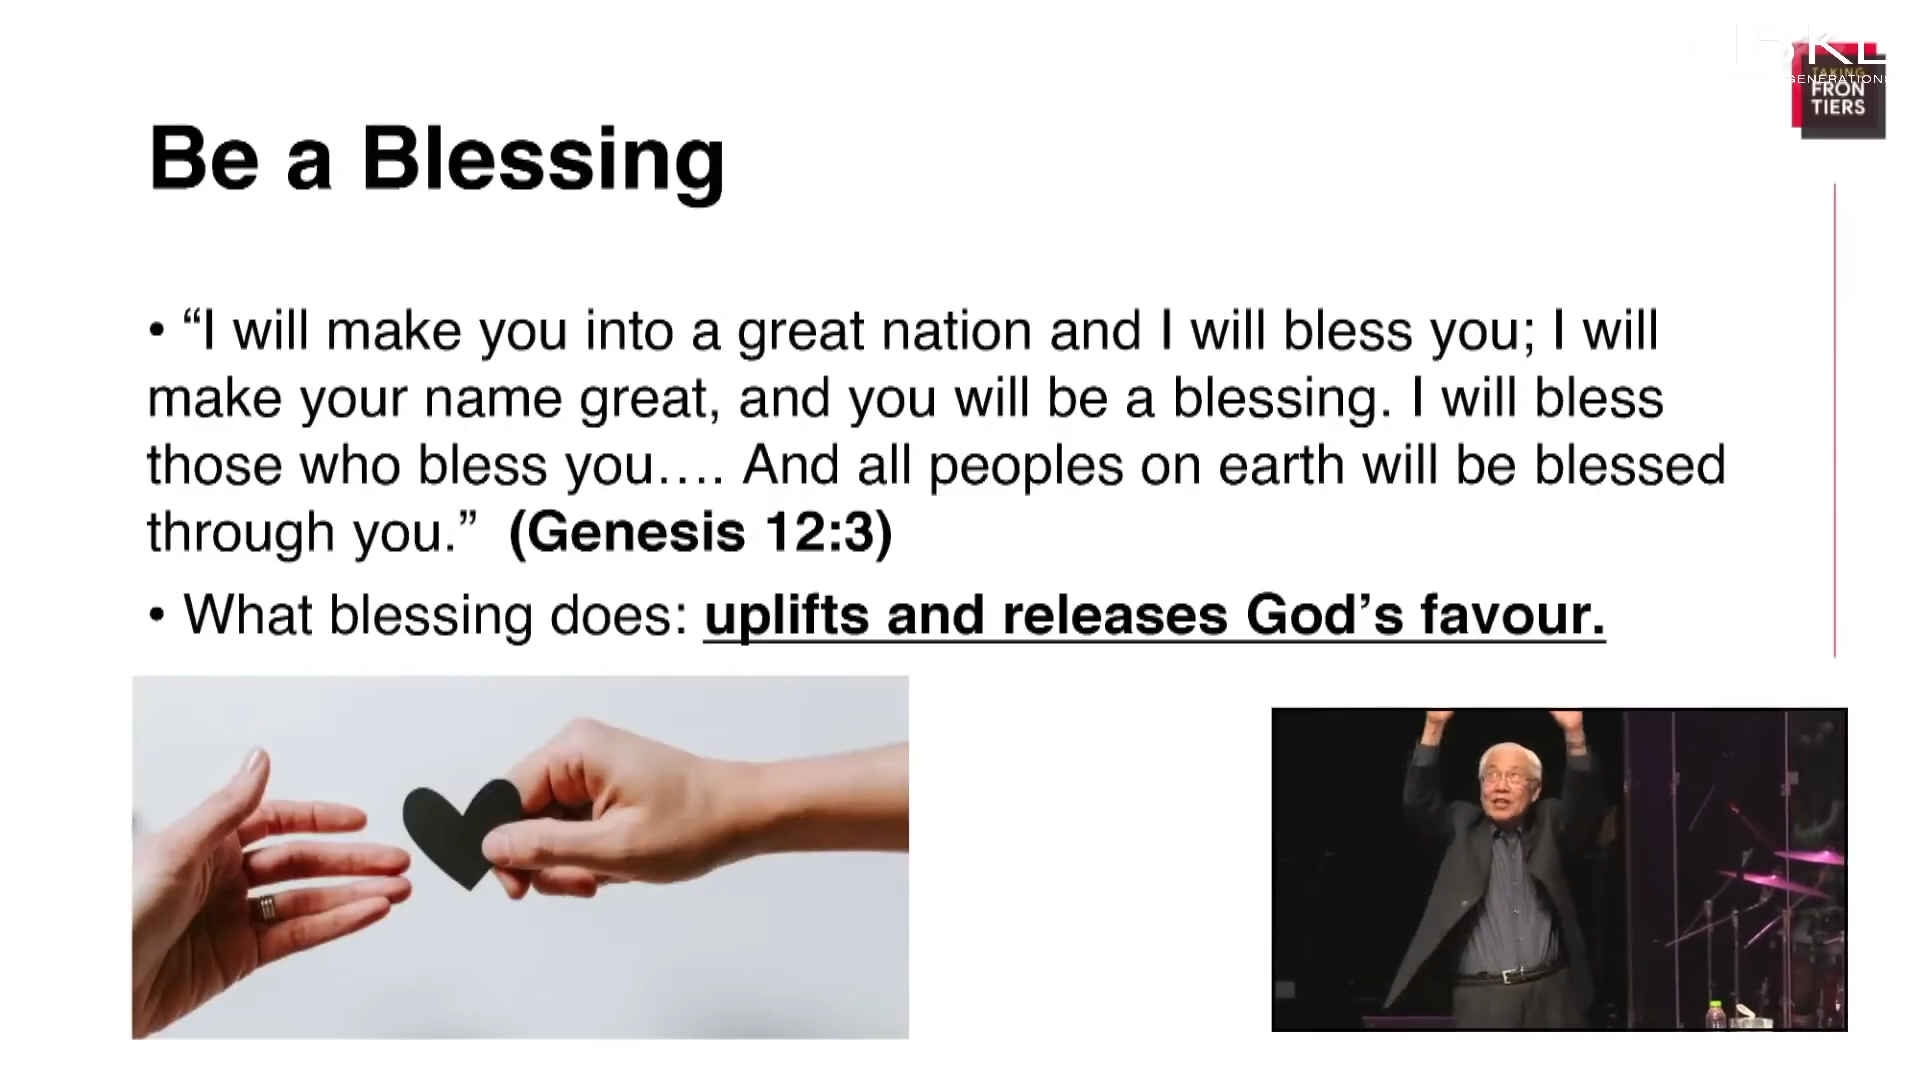 TAKING
GENERATION
FRON
TIERS
Be a Blessing
• “I will make you into a great nation and I will bless you; I will
make your name great, and you will be a blessing. I will bless
those who bless you…. And all peoples on earth will be blessed
through you.” (Genesis 12:3)
• What blessing does: uplifts and releases God’s favour.